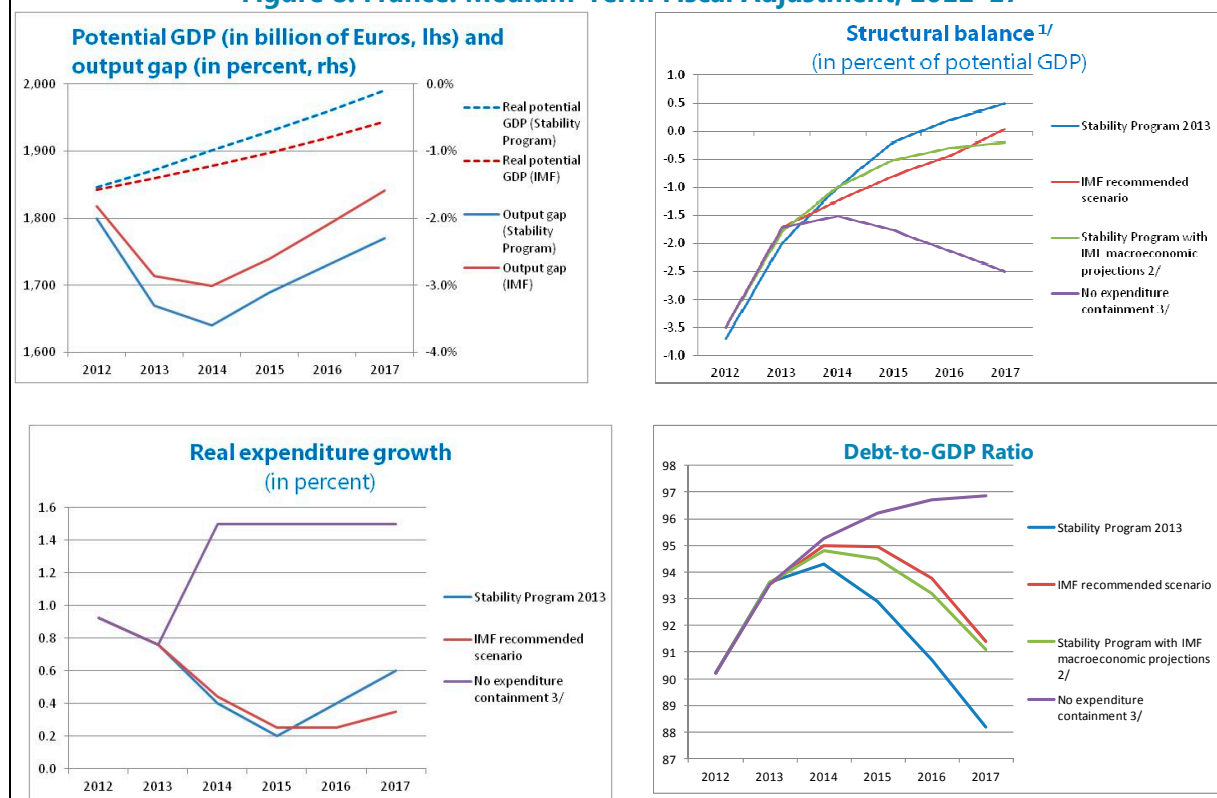 Potential GDP (in billion of Euros, lhs) and
output gap (in percent, rhs)
2,000
1,900
1,800
1,700
1,600
0.0%
-1.0%
-2.0%
-3.0%
-4.0%
2012 2013 2014 2015 2016 2017
Real potential
GDP (Stability
Program)
Real potential
GDP (IMF)
Output gap
(Stability
Program)
Output gap
(IMF)
Structural balance 1/
(in percent of potential GDP)
1.0
0.5
0.0
-0.5
-1.0
-1.5
-2.0
-2.5
-3.0
-3.5
-4.0
2012 2013 2014 2015 2016 2017
Stability Program 2013
IMF recommended
scenario
Stability Program with
IMF macroeconomic
projections 2/
No expenditure
containment 3/
Real expenditure growth
(in percent)
1.6
1.4
1.2
1.0
0.8
0.6
0.4
0.2
0.0
2012 2013 2014 2015 2016 2017
Stability Program 2013
IMF recommended
scenario
No expenditure
containment 3/
Debt-to-GDP Ratio
98
97
96
95
94
93
92
91
90
89
88
87
2012 2013 2014 2015 2016 2017
Stability Program 2013
IMF recommended scenario
Stability Program with IMF
macroeconomic projections
2/
No expenditure
containment 3/